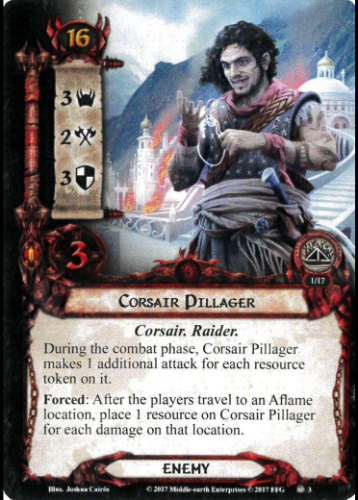 16
3
2
3
3
1/17
CORSAIR PILLAGER
Corsair. Raider.
During the combat phase, Corsair Pillager
makes 1 additional attack for each resource
token on it.
Forced: After the players travel to an Aflame
location, place 1 resource on Corsair Pillager
for each damage on that location.
ENEMY
Illus. Joshua Cairós © 2017 Middle-earth Enterprises © 2017 FFG 3